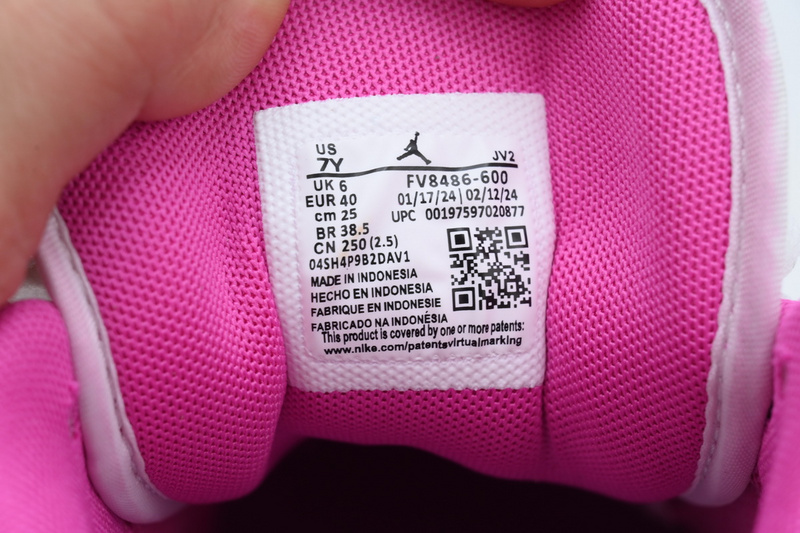 US
7Y
JV2
UK 6
EUR 40
cm 25
BR 38.5
CN 250 (2.5)
FV8486-600
01/17/24 | 02/12/24
UPC 00197597020877
04SH4P9B2DAV1
MADE IN INDONESIA
HECHO EN INDONESIA
FABRIQUE EN INDONESIE
FABRICADO NA INDONÉSIA
This product is covered by one or more patents:
www.nike.com/patentsvirtualmarking